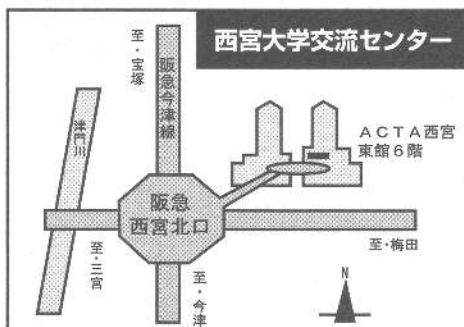 西宮大学交流センター
至・宝塚
阪急今津線
津門川
ACTA西宮
東館6階
阪急
西宮北口
至・三宮
至・今津
至・梅田
N